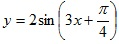 y = 2sin(3x + π/4)